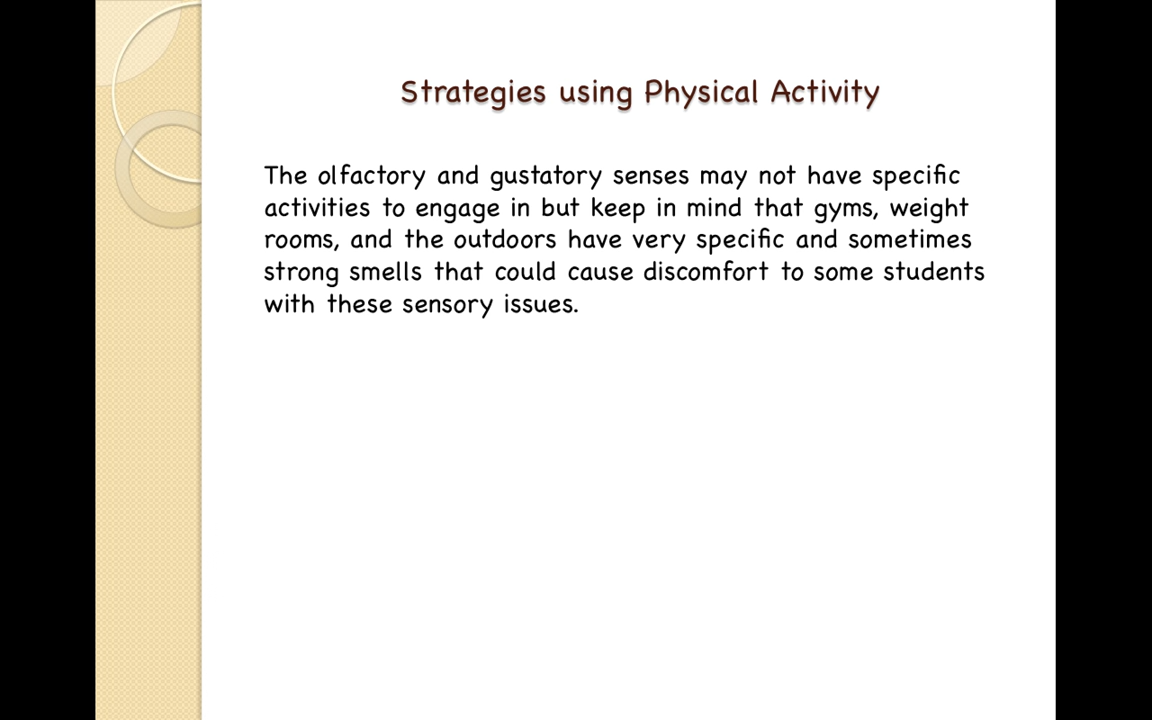 Strategies using Physical Activity
The olfactory and gustatory senses may not have specific
activities to engage in but keep in mind that gyms, weight
rooms, and the outdoors have very specific and sometimes
strong smells that could cause discomfort to some students
with these sensory issues.